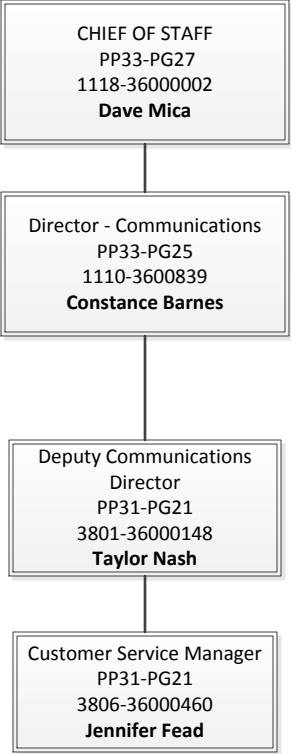 CHIEF OF STAFF
PP33-PG27
1118-36000002
Dave Mica
Director - Communications
PP33-PG25
1110-3600839
Constance Barnes
Deputy Communications
Director
PP31-PG21
3801-36000148
Taylor Nash
Customer Service Manager
PP31-PG21
3806-36000460
Jennifer Fead